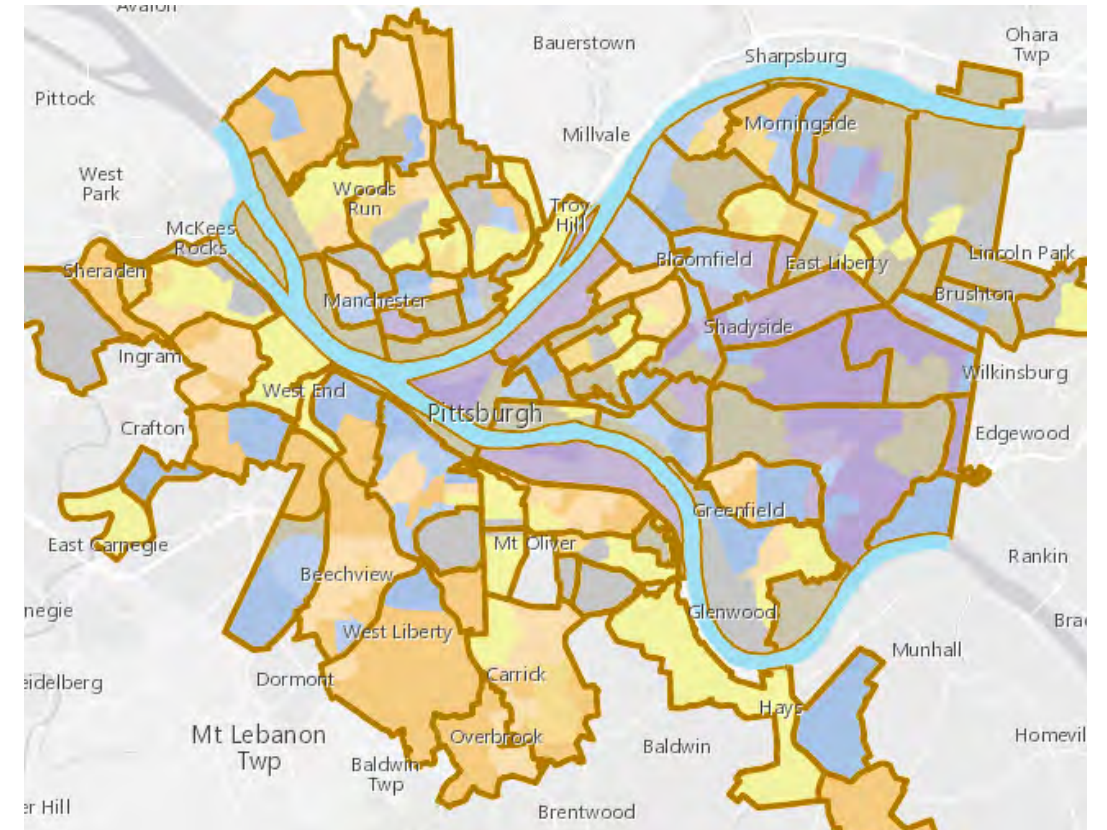 Avalon
Bauerstown
Ohara
Twp
Sharpsburg
Pittock
Millvale
Morningside
West
Park
Woods
Run
Troy
Hill
McKees
Rocks
Sheraden
Bloomfield
East Liberty
Lincoln Park
Manchester
Brushton
Shadyside
Ingram
Wilkinsburg
West End
Crafton
Pittsburgh
Edgewood
Greenfield
East Carnegie
Mt Oliver
Rankin
Beechview
negie
Glenwood
Bra
West Liberty
Munhall
eidelberg
Dormont
Carrick
Hays
Mt Lebanon
Twp
Overbrook
Baldwin
Homevil
Baldwin
Twp
er Hill
Brentwood